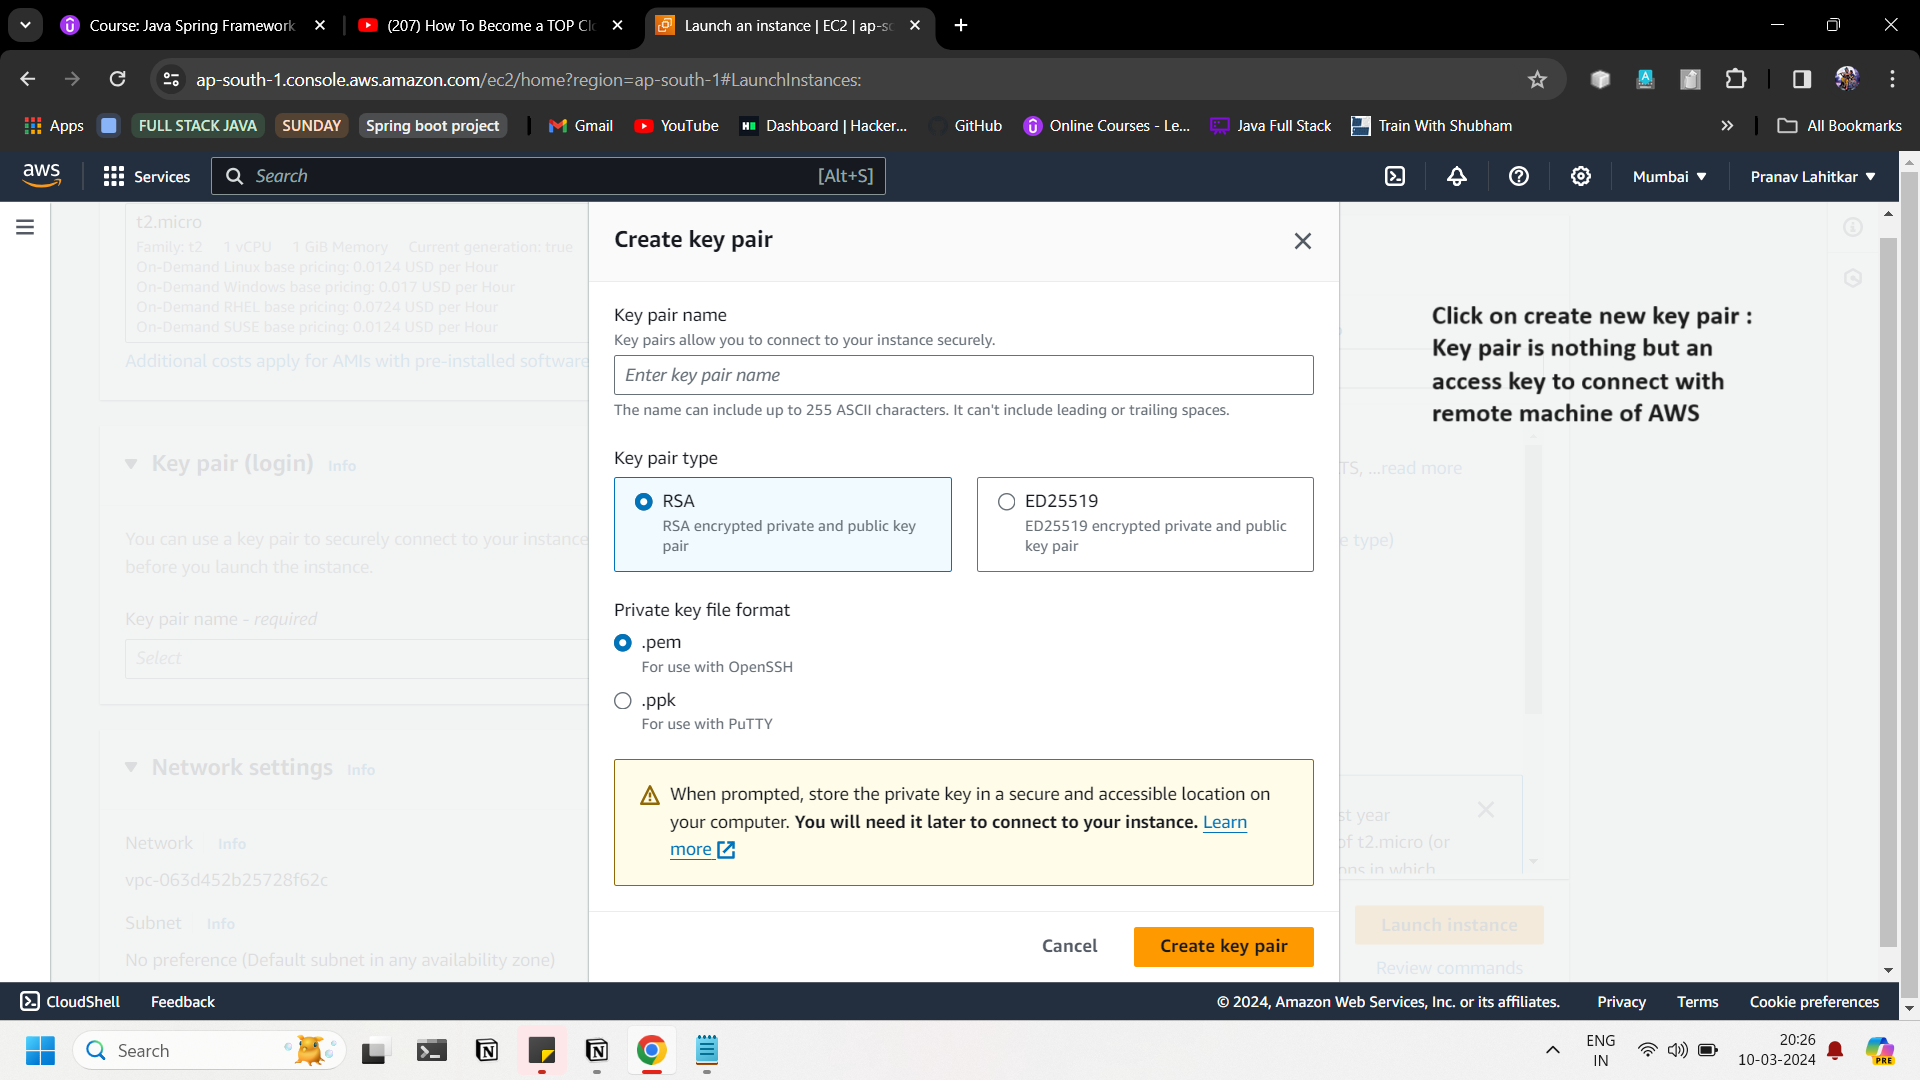 Course: Java Spring Framework
(207) How To Become a TOP Clo
Launch an instance | EC2 | ap-so
ap-south-1.console.aws.amazon.com/ec2/home?region=ap-south-1#LaunchInstances:
Apps
FULL STACK JAVA
SUNDAY
Spring boot project
Gmail
YouTube
Dashboard | Hacker...
GitHub
Online Courses - Le...
Java Full Stack
Train With Shubham
All Bookmarks
aws
Services
Search
[Alt+S]
Mumbai
Pranav Lahitkar
t2.micro
Family: t2 1 vCPU 1 GiB Memory Current generation: true
On-Demand Linux base pricing: 0.0124 USD per Hour
On-Demand Windows base pricing: 0.017 USD per Hour
On-Demand RHEL base pricing: 0.0724 USD per Hour
On-Demand SUSE base pricing: 0.0124 USD per Hour
Additional costs apply for AMIs with pre-installed software
Key pair (login) Info
You can use a key pair to securely connect to your instance
before you launch the instance.
Key pair name - required
Select
Network settings Info
Network Info
vpc-063d452b25728f62c
Subnet Info
No preference (Default subnet in any availability zone)
Create key pair
Key pair name
Key pairs allow you to connect to your instance securely.
Enter key pair name
The name can include up to 255 ASCII characters. It can't include leading or trailing spaces.
Key pair type
RSA
RSA encrypted private and public key
pair
ED25519
ED25519 encrypted private and public
key pair
Private key file format
.pem
For use with OpenSSH
.ppk
For use with PuTTY
When prompted, store the private key in a secure and accessible location on
your computer. You will need it later to connect to your instance. Learn
more
Cancel
Create key pair
Click on create new key pair :
Key pair is nothing but an
access key to connect with
remote machine of AWS
TS, ...read more
e type)
st year
of t2.micro (or
ons in which
Launch instance
Review commands
CloudShell
Feedback
© 2024, Amazon Web Services, Inc. or its affiliates.
Privacy
Terms
Cookie preferences
Search
ENG
IN
20:26
10-03-2024
PRE